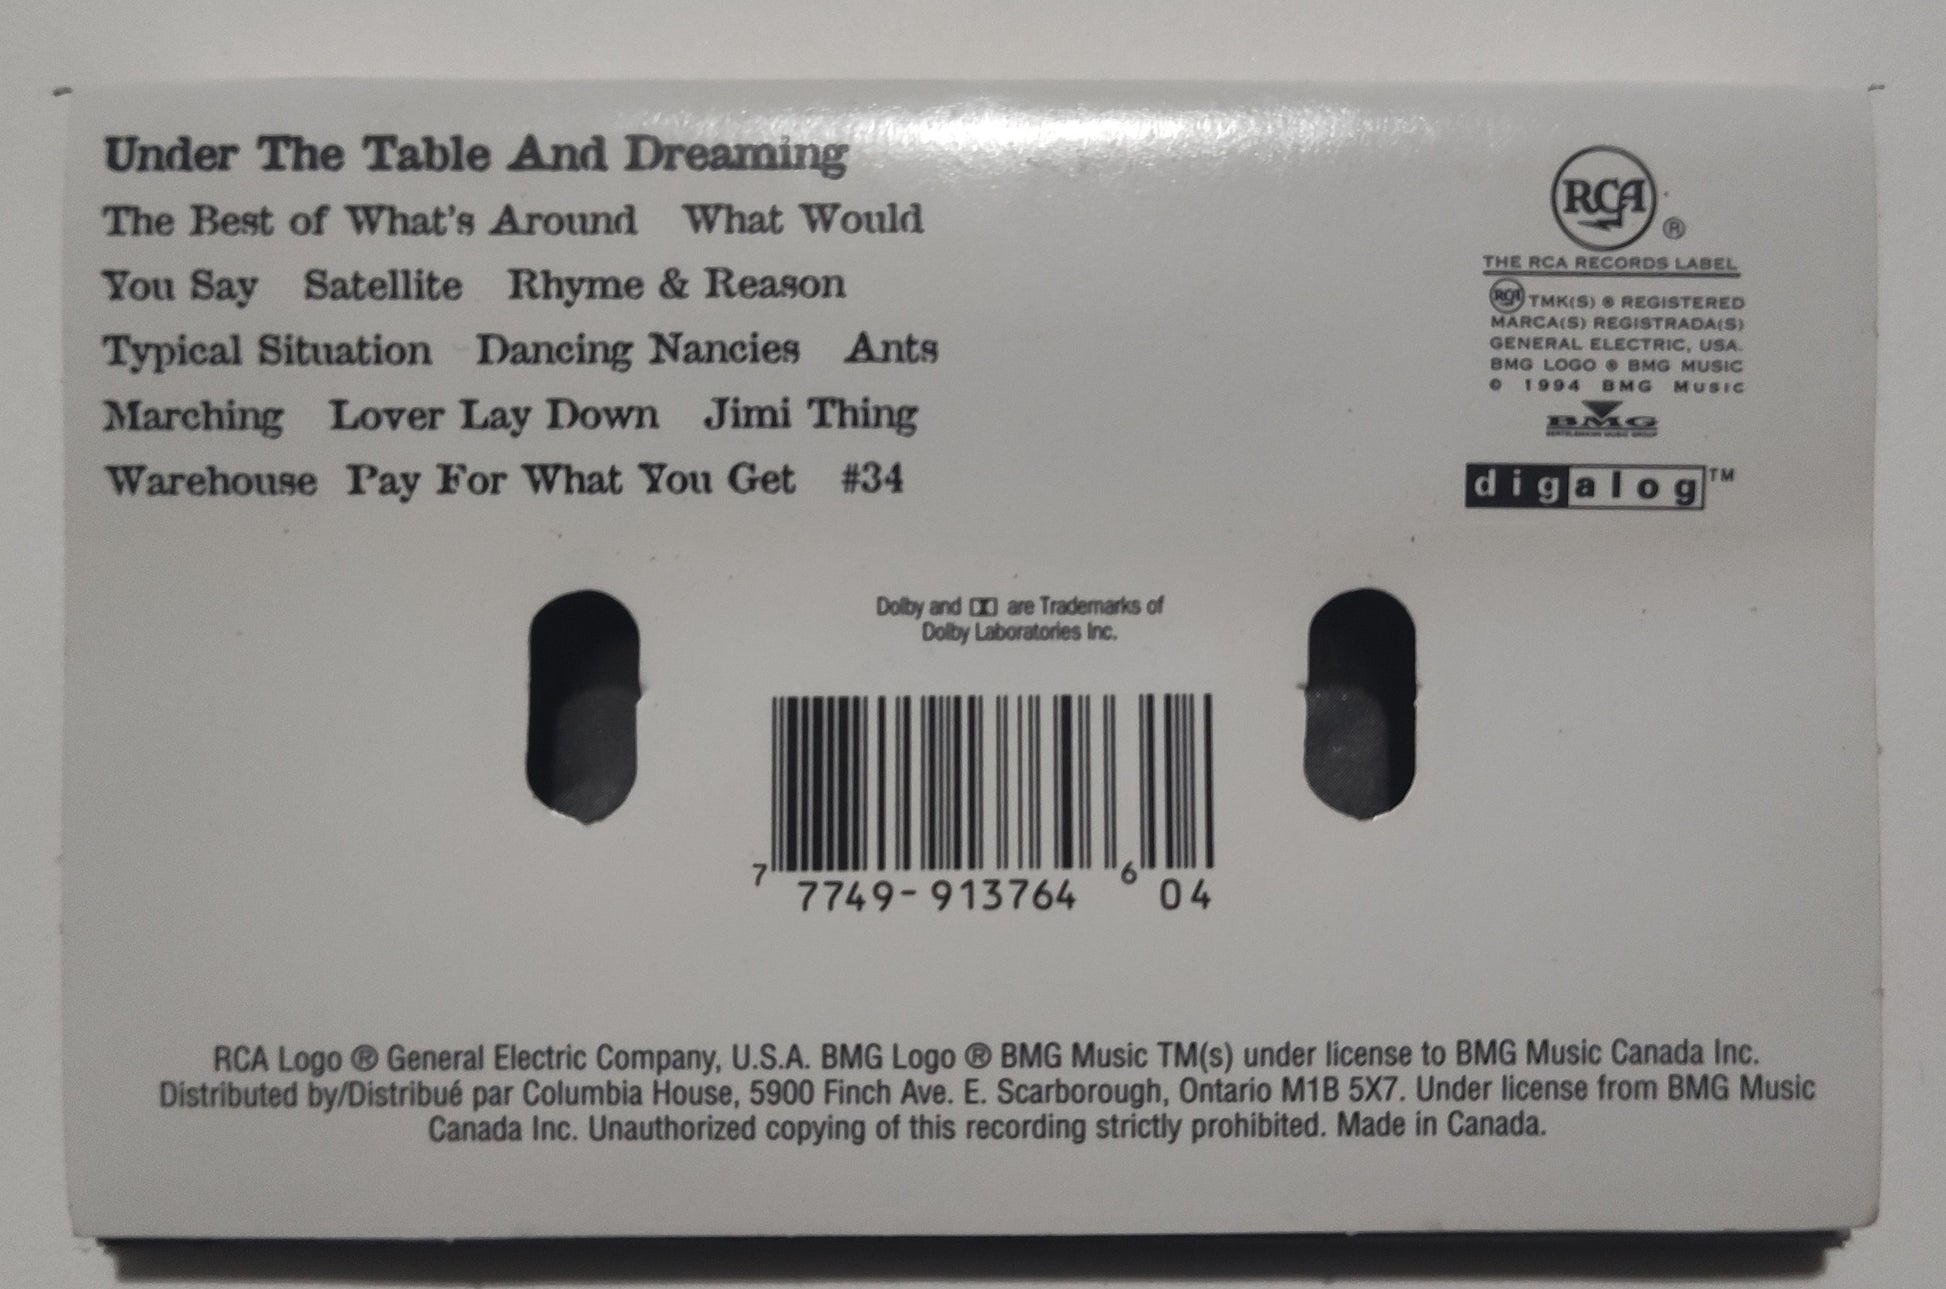 Under The Table And Dreaming
The Best of What's Around What Would
You Say Satellite Rhyme & Reason
Typical Situation Dancing Nancies Ants
Marching Lover Lay Down Jimi Thing
Warehouse Pay For What You Get #34
RCA ®
THE RCA RECORDS LABEL
RCA TMK(S) ® REGISTERED
MARCA(S) REGISTRADA(S)
GENERAL ELECTRIC, USA.
BMG LOGO ® BMG MUSIC
© 1994 BMG MUSIC
BMG
BERTELSMANN MUSIC GROUP
digalog™
Dolby and are Trademarks of
Dolby Laboratories Inc.
7 7749-913764 6 04
RCA Logo ® General Electric Company, U.S.A. BMG Logo ® BMG Music TM(s) under license to BMG Music Canada Inc.
Distributed by/Distribué par Columbia House, 5900 Finch Ave. E. Scarborough, Ontario M1B 5X7. Under license from BMG Music
Canada Inc. Unauthorized copying of this recording strictly prohibited. Made in Canada.